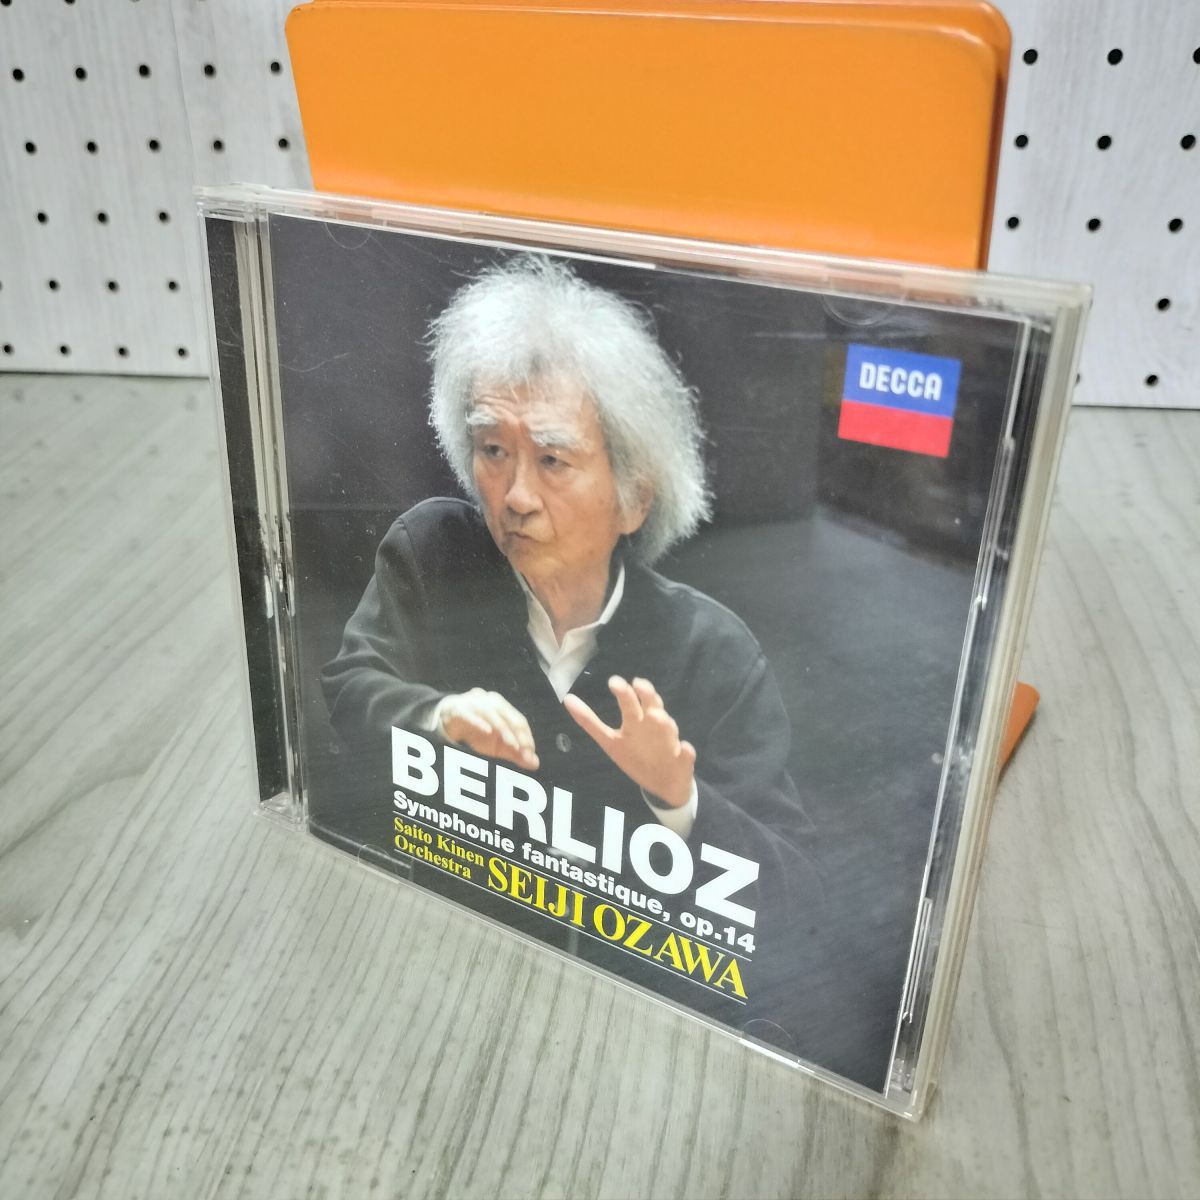 DECCA
BERLIOZ
Symphonie fantastique, op.14
Saito Kinen
Orchestra
SEIJI OZAWA